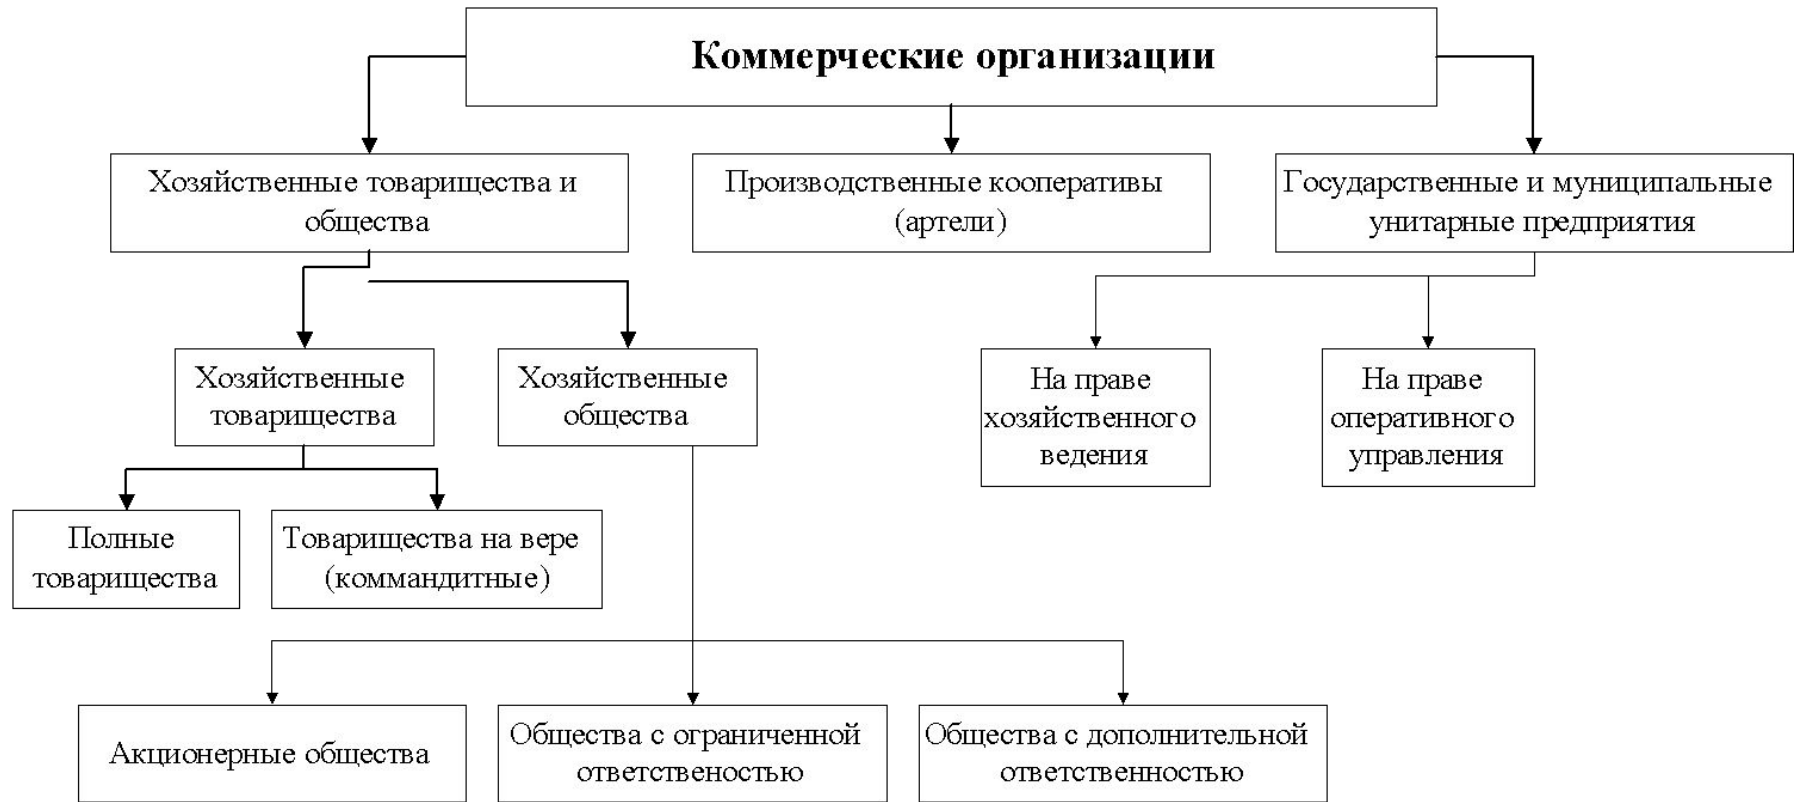 Коммерческие организации
Хозяйственные товарищества и
общества
Производственные кооперативы
(артели)
Государственные и муниципальные
унитарные предприятия
Хозяйственные
товарищества
Хозяйственные
общества
На праве
хозяйственного
ведения
На праве
оперативного
управления
Полные
товарищества
Товарищества на вере
(коммандитные)
Акционерные общества
Общества с ограниченной
ответственостью
Общества с дополнительной
ответственностью